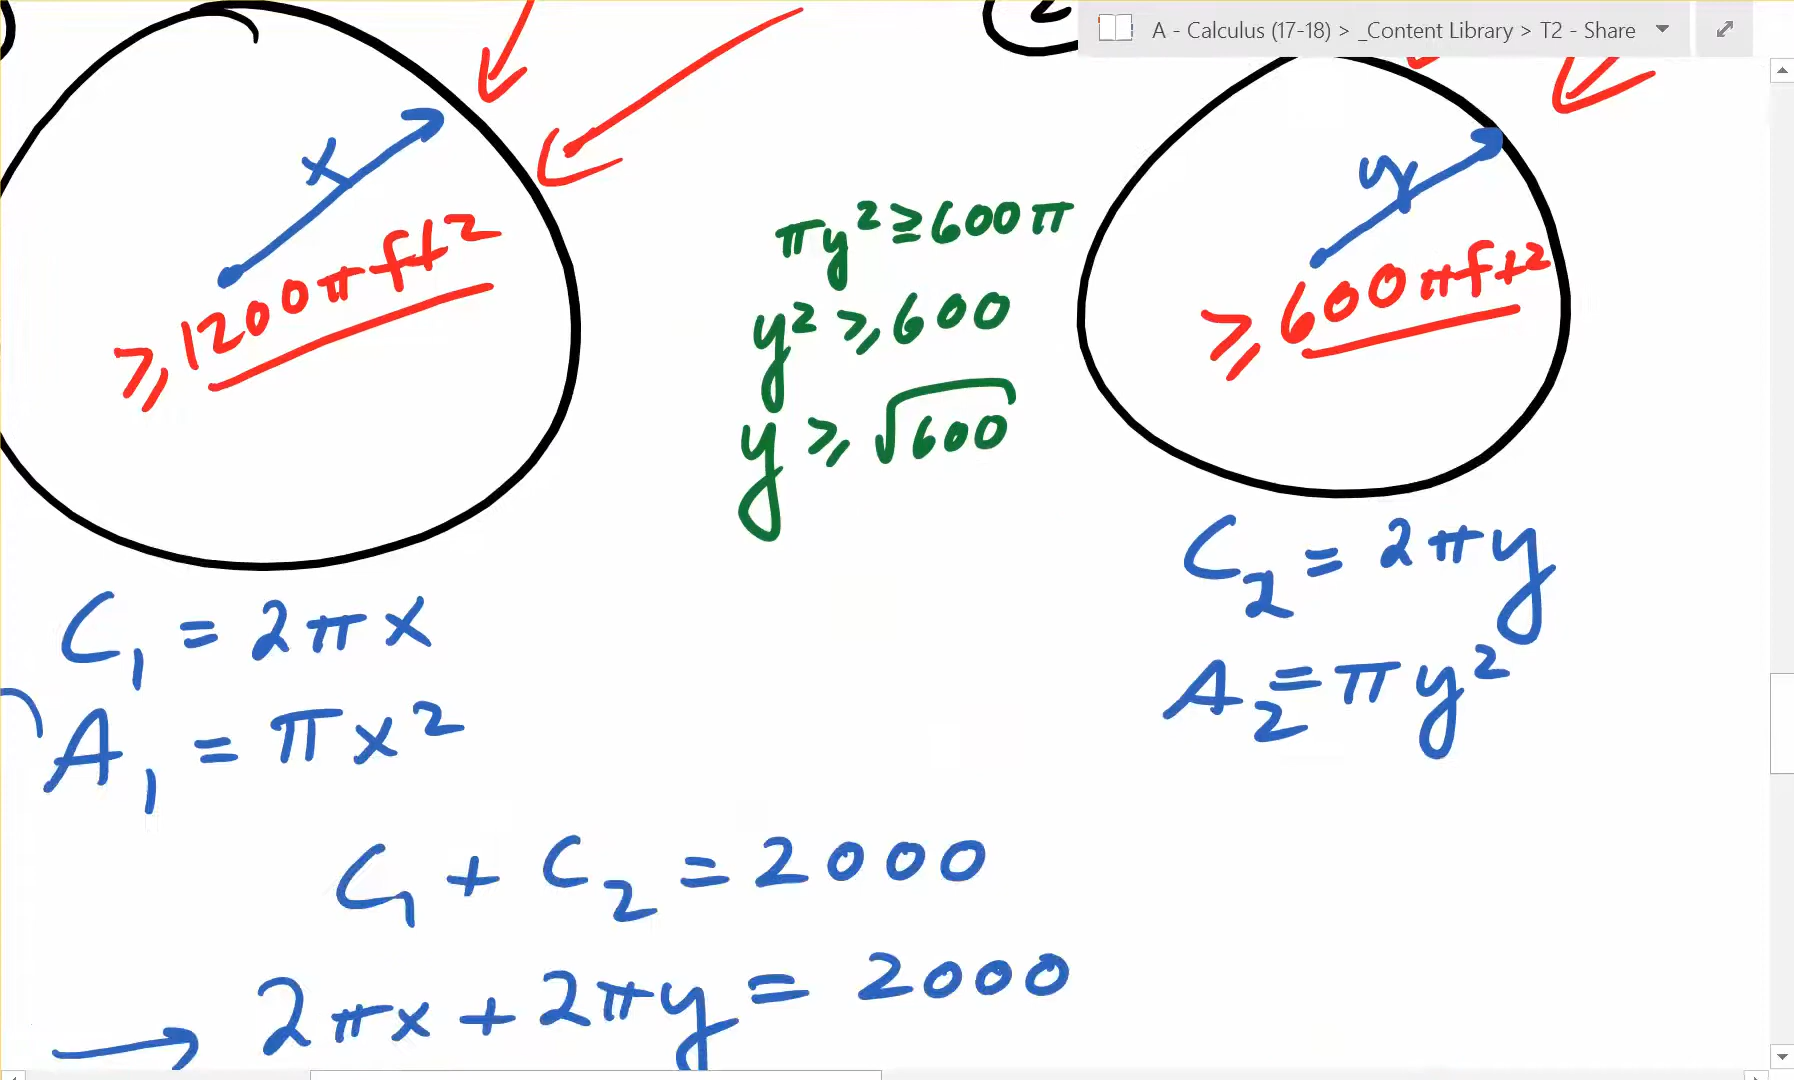 2
A - Calculus (17-18) > _Content Library > T2 - Share
x
≥ 1200π ft²
πy² ≥ 600π
y² ≥ 600
y ≥ √600
y
≥ 600π ft²
C₁ = 2πx
A₁ = πx²
C₂ = 2πy
A₂ = πy²
C₁ + C₂ = 2000
→ 2πx + 2πy = 2000